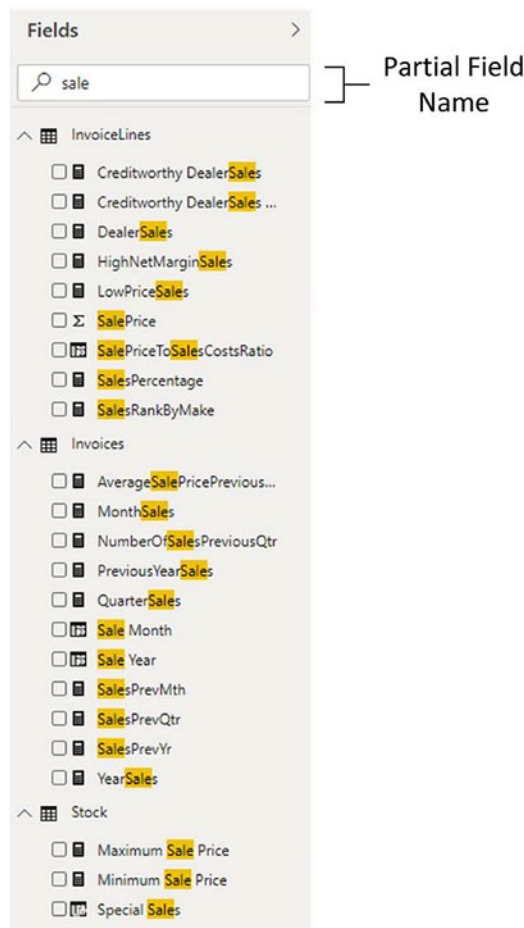 Fields
sale
Partial Field
Name
InvoiceLines
Creditworthy DealerSales
Creditworthy DealerSales ...
DealerSales
HighNetMarginSales
LowPriceSales
SalePrice
SalePriceToSalesCostsRatio
SalesPercentage
SalesRankByMake
Invoices
AverageSalePricePrevious...
MonthSales
NumberOfSalesPreviousQtr
PreviousYearSales
QuarterSales
Sale Month
Sale Year
SalesPrevMth
SalesPrevQtr
SalesPrevYr
YearSales
Stock
Maximum Sale Price
Minimum Sale Price
Special Sales